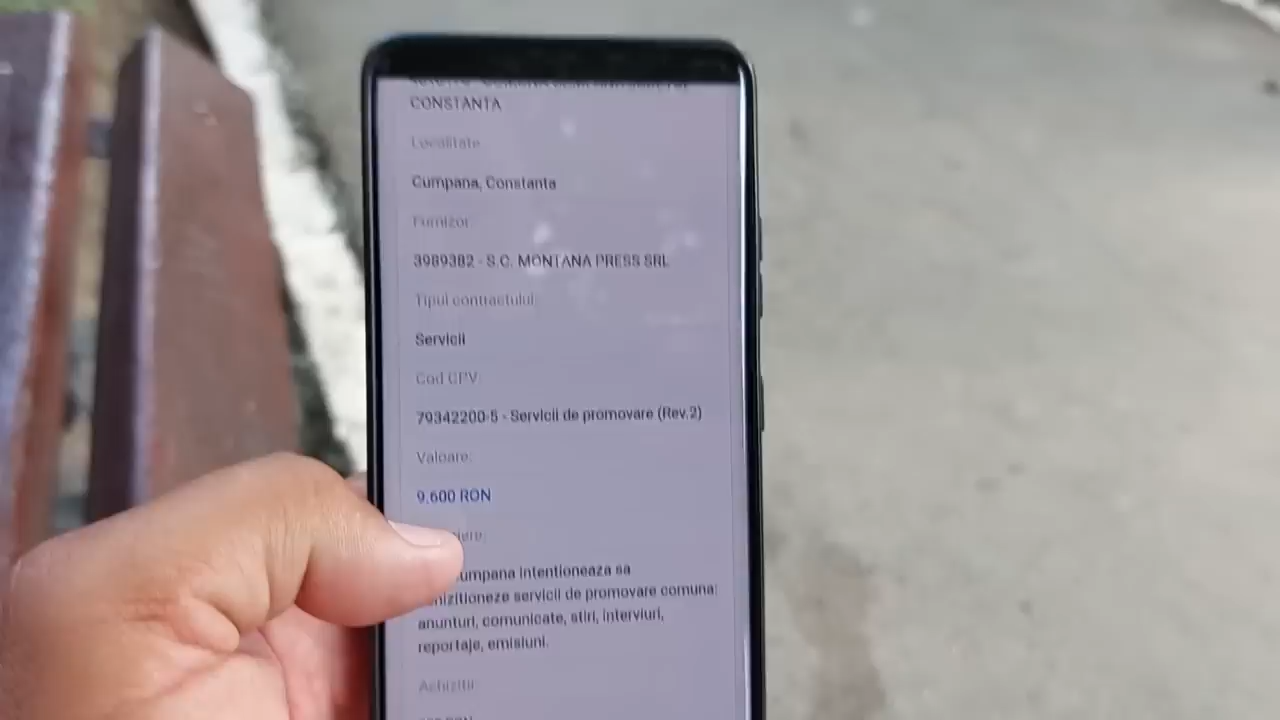 CONSTANTA
Localitate:
Cumpana, Constanta
Furnizor:
3989382 - S.C. MONTANA PRESS SRL
Tipul contractului:
Servicii
Cod CPV:
79342200-5 - Servicii de promovare (Rev.2)
Valoare:
9.600 RON
umpana intentioneaza sa
izitioneze servicii de promovare comuna:
anunturi, comunicate, stiri, interviuri,
reportaje, emisiuni.
Achizitii: